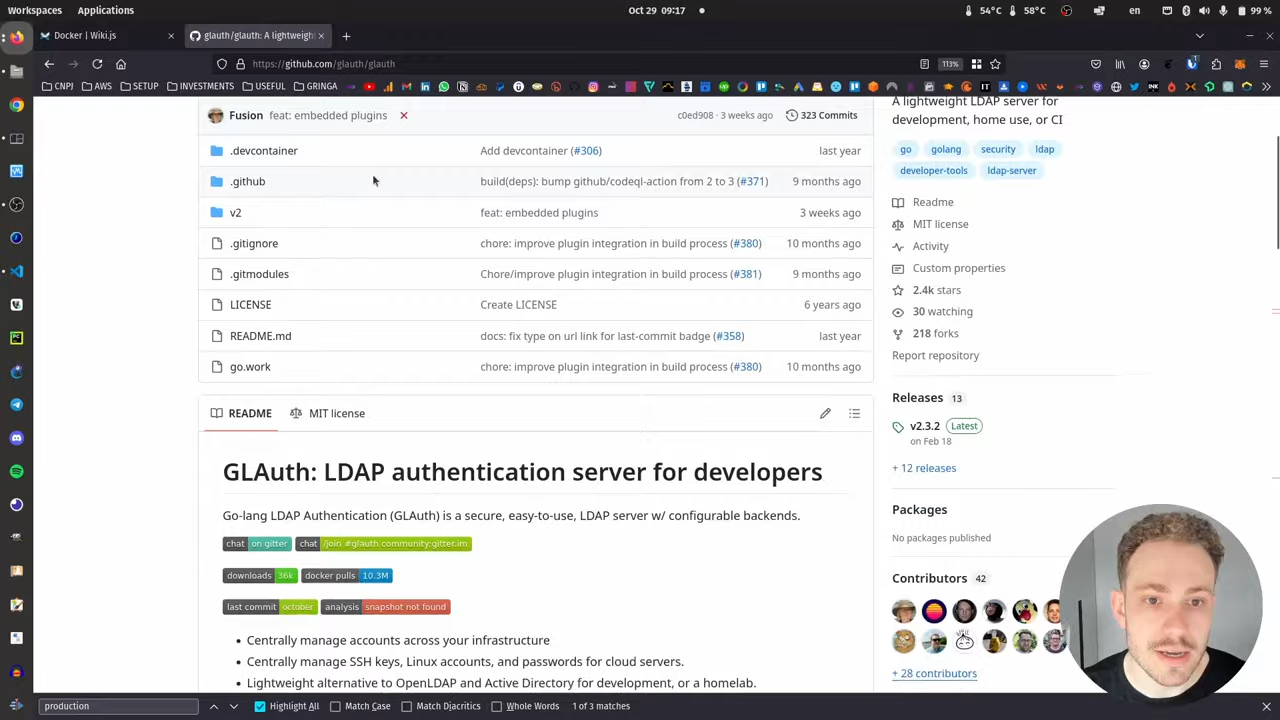 Workspaces Applications Oct 29 09:17 54°C 58°C en 99 %
Docker | Wiki.js glauth/glauth: A lightweigh
https://github.com/glauth/glauth 113%
CNPJ AWS SETUP INVESTMENTS USEFUL GRINGA
Fusion feat: embedded plugins c0ed908 · 3 weeks ago 323 Commits
.devcontainer Add devcontainer (#306) last year
.github build(deps): bump github/codeql-action from 2 to 3 (#371) 9 months ago
v2 feat: embedded plugins 3 weeks ago
.gitignore chore: improve plugin integration in build process (#380) 10 months ago
.gitmodules Chore/improve plugin integration in build process (#381) 9 months ago
LICENSE Create LICENSE 6 years ago
README.md docs: fix type on url link for last-commit badge (#358) last year
go.work chore: improve plugin integration in build process (#380) 10 months ago
README MIT license
GLAuth: LDAP authentication server for developers
Go-lang LDAP Authentication (GLAuth) is a secure, easy-to-use, LDAP server w/ configurable backends.
chat on gitter chat /join #glauth community:gitter.im
downloads 36k docker pulls 10.3M
last commit october analysis snapshot not found
Centrally manage accounts across your infrastructure
Centrally manage SSH keys, Linux accounts, and passwords for cloud servers.
Lightweight alternative to OpenLDAP and Active Directory for development, or a homelab.
A lightweight LDAP server for
development, home use, or CI
go golang security ldap
developer-tools ldap-server
Readme
MIT license
Activity
Custom properties
2.4k stars
30 watching
218 forks
Report repository
Releases 13
v2.3.2 Latest
on Feb 18
+ 12 releases
Packages
No packages published
Contributors 42
+ 28 contributors
production Highlight All Match Case Match Diacritics Whole Words 1 of 3 matches